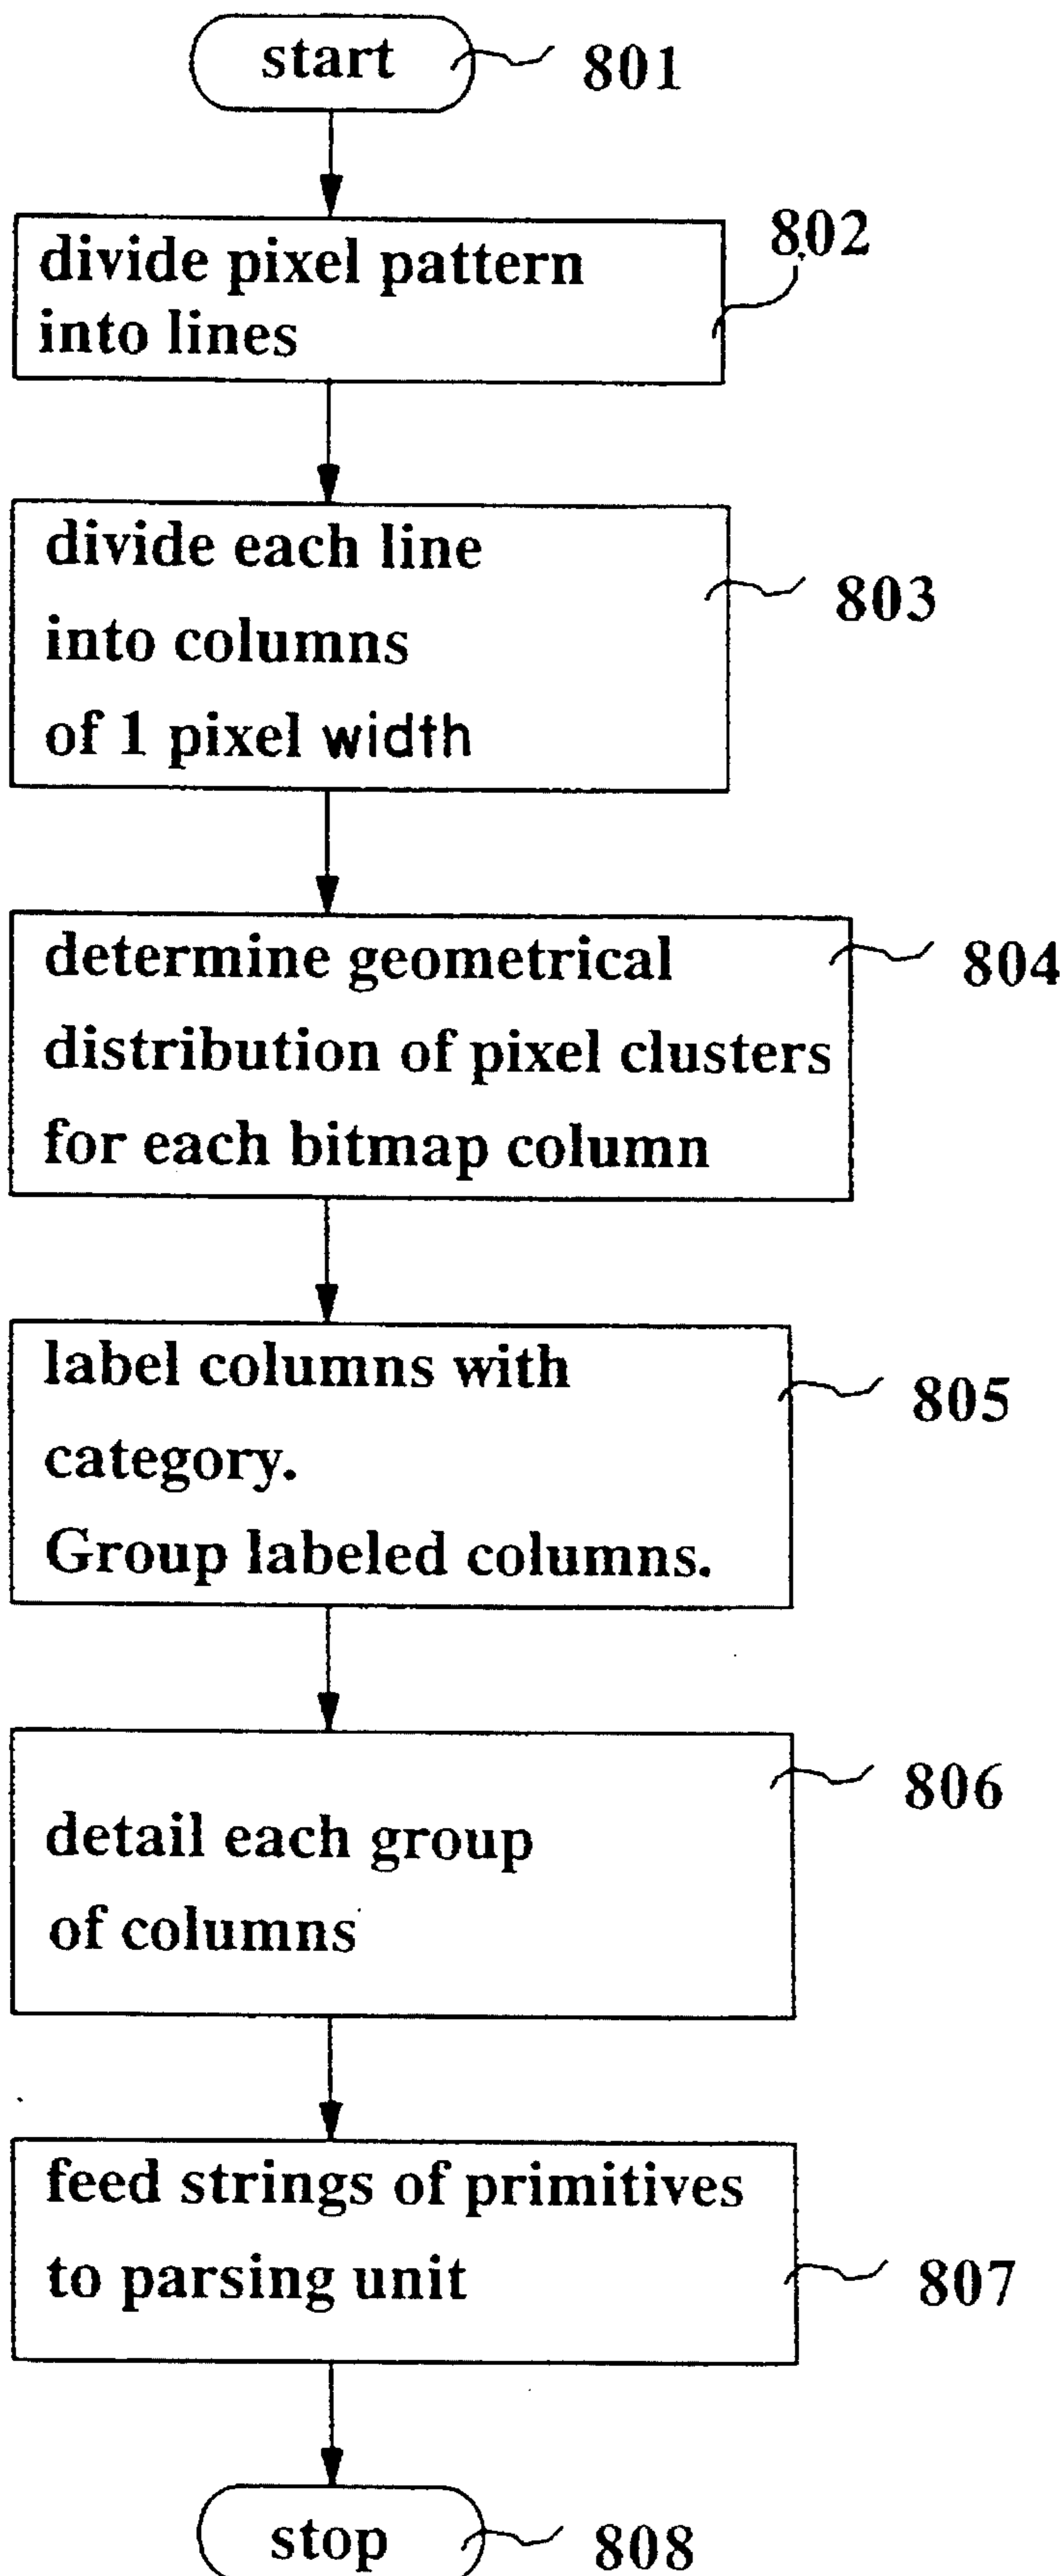 start
801
divide pixel pattern
into lines
802
divide each line
into columns
of 1 pixel width
803
determine geometrical
distribution of pixel clusters
for each bitmap column
804
label columns with
category.
Group labeled columns.
805
detail each group
of columns
806
feed strings of primitives
to parsing unit
807
stop
808